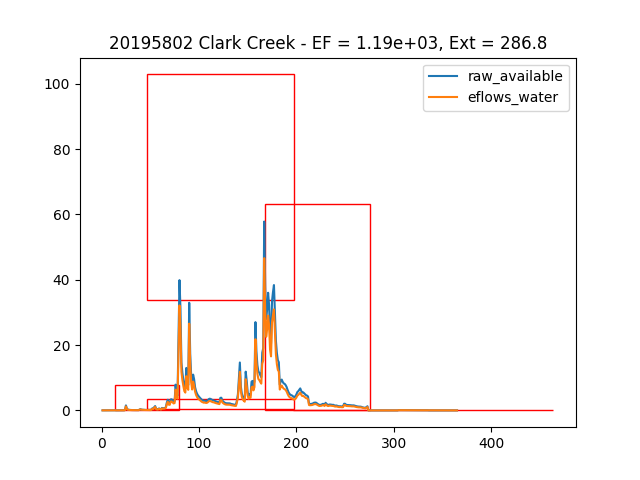 20195802 Clark Creek - EF = 1.19e+03, Ext = 286.8
raw_available
eflows_water
100
80
60
40
20
0
0 100 200 300 400